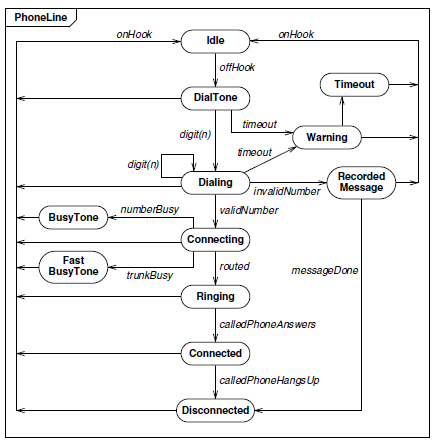 PhoneLine
onHook
Idle
onHook
offHook
DialTone
Timeout
timeout
Warning
digit(n)
timeout
digit(n)
Dialing
invalidNumber
Recorded
Message
numberBusy
validNumber
BusyTone
Connecting
Fast
BusyTone
trunkBusy
routed
messageDone
Ringing
calledPhoneAnswers
Connected
calledPhoneHangsUp
Disconnected